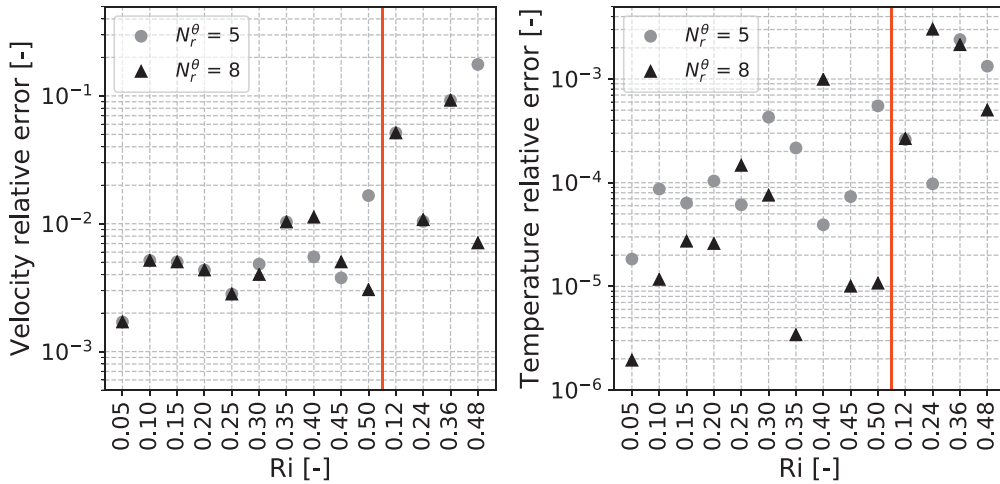 Velocity relative error [-]
N_r^θ = 5
N_r^θ = 8
10^{-1}
10^{-2}
10^{-3}
0.05 0.10 0.15 0.20 0.25 0.30 0.35 0.40 0.45 0.50 0.12 0.24 0.36 0.48
Ri [-]
Temperature relative error [-]
N_r^θ = 5
N_r^θ = 8
10^{-3}
10^{-4}
10^{-5}
10^{-6}
0.05 0.10 0.15 0.20 0.25 0.30 0.35 0.40 0.45 0.50 0.12 0.24 0.36 0.48
Ri [-]